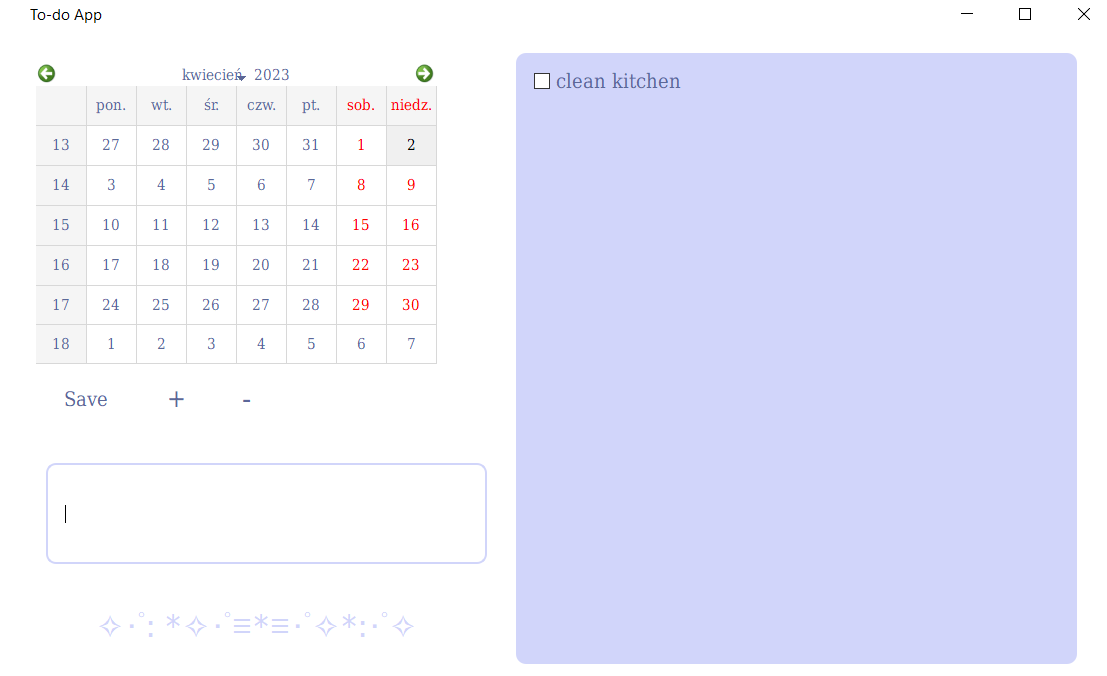 To-do App
kwiecień 2023
pon. wt. śr. czw. pt. sob. niedz.
13 27 28 29 30 31 1 2
14 3 4 5 6 7 8 9
15 10 11 12 13 14 15 16
16 17 18 19 20 21 22 23
17 24 25 26 27 28 29 30
18 1 2 3 4 5 6 7
Save + -
✧･ﾟ: *✧･ﾟ≡*≡･ﾟ✧*:･ﾟ✧
clean kitchen